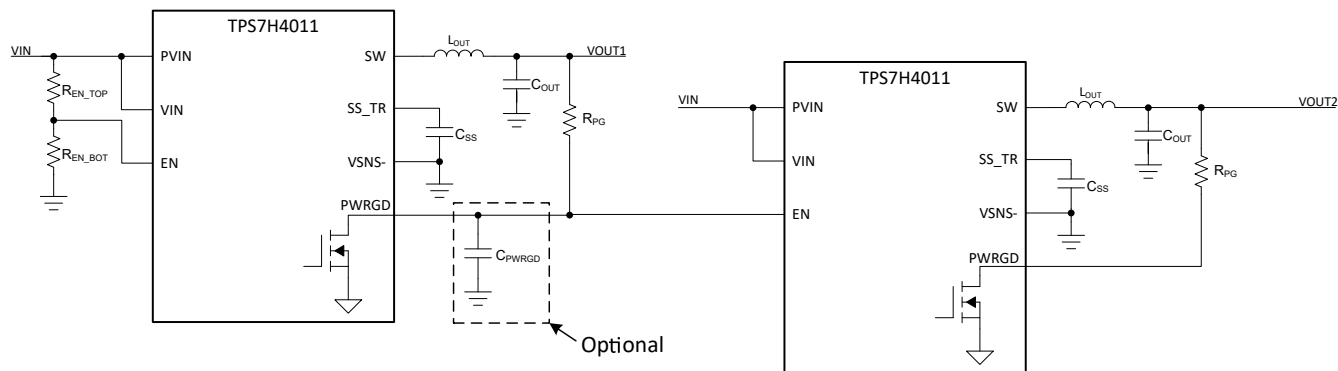 TPS7H4011
VIN
PVIN
SW
LOUT
VOUT1
REN_TOP
COUT
VIN
SS_TR
RPG
CSS
REN_BOT
EN
VSNS-
PWRGD
CPWRGD
Optional
TPS7H4011
VIN
PVIN
SW
LOUT
VOUT2
COUT
VIN
SS_TR
CSS
RPG
EN
VSNS-
PWRGD